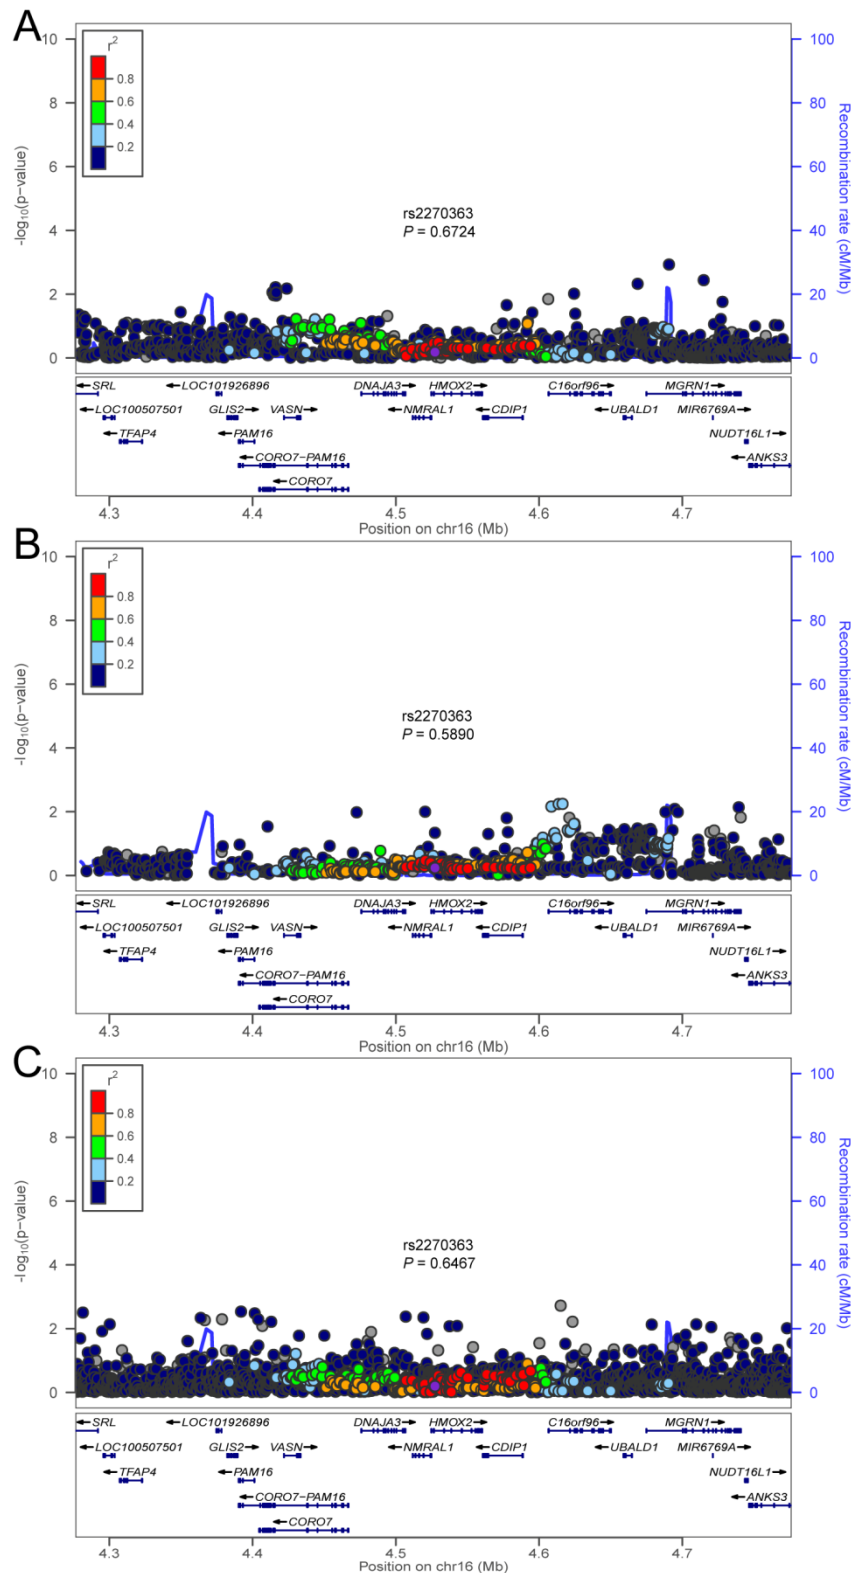 A
r²
0.8
0.6
0.4
0.2
10
8
6
4
2
0
-log₁₀(p−value)
100
80
60
40
20
0
Recombination rate (cM/Mb)
rs2270363
P = 0.6724
SRL LOC101926896 DNAJA3 HMOX2 C16orf96 MGRN1
LOC100507501 GLIS2 VASN NMRAL1 CDIP1 UBALD1 MIR6769A
TFAP4 PAM16 NUDT16L1
CORO7−PAM16 ANKS3
CORO7
4.3 4.4 4.5 4.6 4.7
Position on chr16 (Mb)
B
r²
0.8
0.6
0.4
0.2
10
8
6
4
2
0
-log₁₀(p−value)
100
80
60
40
20
0
Recombination rate (cM/Mb)
rs2270363
P = 0.5890
SRL LOC101926896 DNAJA3 HMOX2 C16orf96 MGRN1
LOC100507501 GLIS2 VASN NMRAL1 CDIP1 UBALD1 MIR6769A
TFAP4 PAM16 NUDT16L1
CORO7−PAM16 ANKS3
CORO7
4.3 4.4 4.5 4.6 4.7
Position on chr16 (Mb)
C
r²
0.8
0.6
0.4
0.2
10
8
6
4
2
0
-log₁₀(p−value)
100
80
60
40
20
0
Recombination rate (cM/Mb)
rs2270363
P = 0.6467
SRL LOC101926896 DNAJA3 HMOX2 C16orf96 MGRN1
LOC100507501 GLIS2 VASN NMRAL1 CDIP1 UBALD1 MIR6769A
TFAP4 PAM16 NUDT16L1
CORO7−PAM16 ANKS3
CORO7
4.3 4.4 4.5 4.6 4.7
Position on chr16 (Mb)